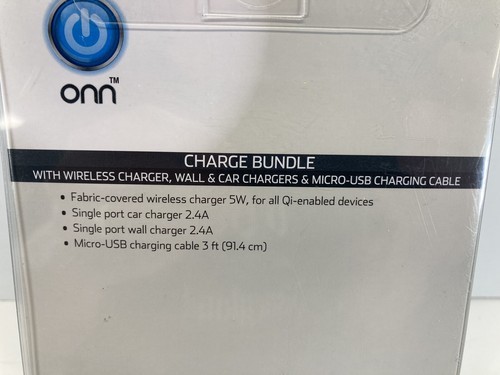 onn™
CHARGE BUNDLE
WITH WIRELESS CHARGER, WALL & CAR CHARGERS & MICRO-USB CHARGING CABLE
• Fabric-covered wireless charger 5W, for all Qi-enabled devices
• Single port car charger 2.4A
• Single port wall charger 2.4A
• Micro-USB charging cable 3 ft (91.4 cm)